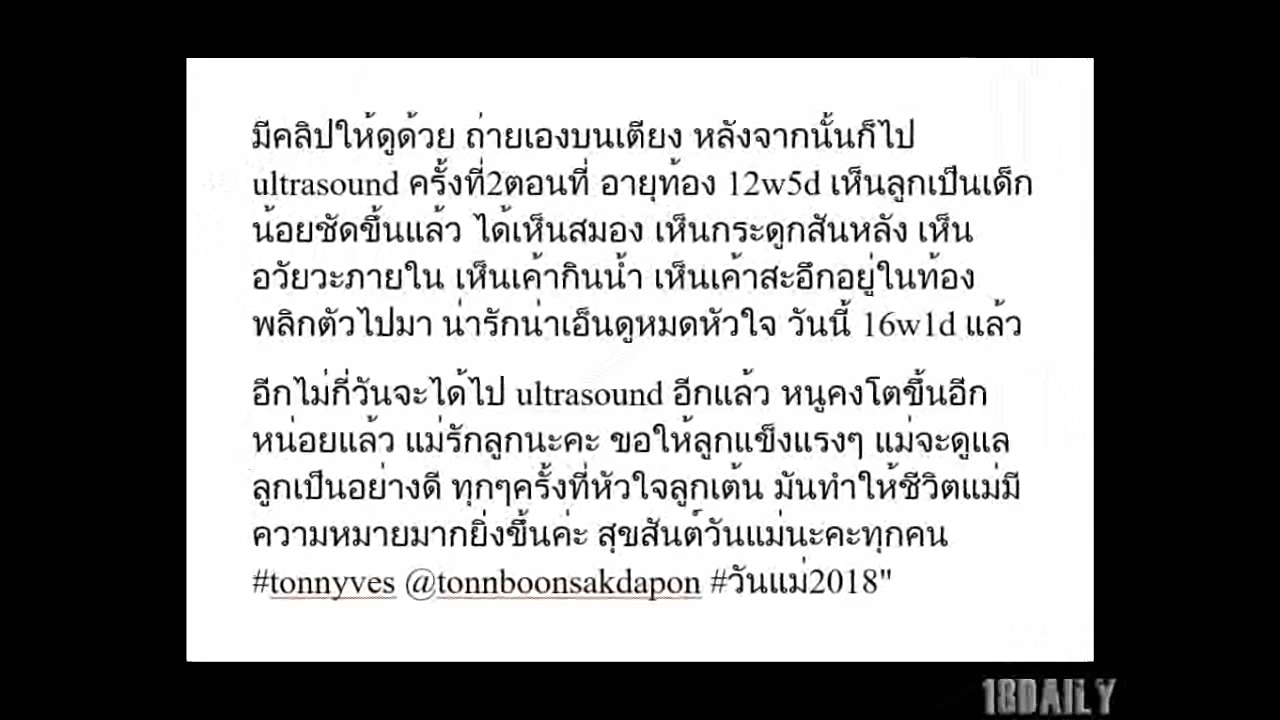 มีคลิปให้ดูด้วย ถ่ายเองบนเตียง หลังจากนั้นก็ไป
ultrasound ครั้งที่2ตอนที่ อายุท้อง 12w5d เห็นลูกเป็นเด็ก
น้อยชัดขึ้นแล้ว ได้เห็นสมอง เห็นกระดูกสันหลัง เห็น
อวัยวะภายใน เห็นเค้ากินน้ำ เห็นเค้าสะอึกอยู่ในท้อง
พลิกตัวไปมา น่ารักน่าเอ็นดูหมดหัวใจ วันนี้ 16w1d แล้ว
อีกไม่กี่วันจะได้ไป ultrasound อีกแล้ว หนูคงโตขึ้นอีก
หน่อยแล้ว แม่รักลูกนะคะ ขอให้ลูกแข็งแรงๆ แม่จะดูแล
ลูกเป็นอย่างดี ทุกๆครั้งที่หัวใจลูกเต้น มันทำให้ชีวิตแม่มี
ความหมายมากยิ่งขึ้นค่ะ สุขสันต์วันแม่นะคะทุกคน
#tonnyves @tonnboonsakdapon #วันแม่2018"
18DAILY